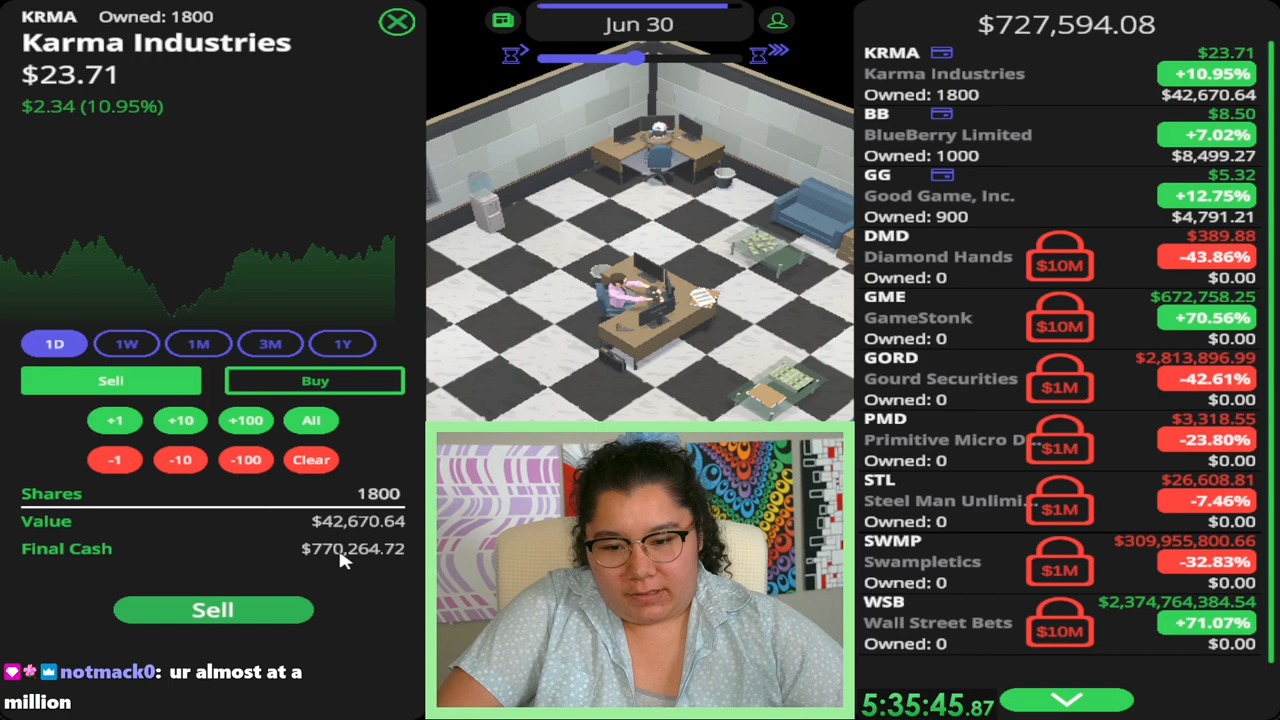 KRMA Owned: 1800
Karma Industries
$23.71
$2.34 (10.95%)
1D 1W 1M 3M 1Y
Sell Buy
+1 +10 +100 All
-1 -10 -100 Clear
Shares 1800
Value $42,670.64
Final Cash $770,264.72
Sell
notmack0: ur almost at a
million
Jun 30
$727,594.08
KRMA $23.71
Karma Industries +10.95%
Owned: 1800 $42,670.64
BB $8.50
BlueBerry Limited +7.02%
Owned: 1000 $8,499.27
GG $5.32
Good Game, Inc. +12.75%
Owned: 900 $4,791.21
DMD $389.88
Diamond Hands $10M -43.86%
Owned: 0 $0.00
GME $672,758.25
GameStonk $10M +70.56%
Owned: 0 $0.00
GORD $2,813,896.99
Gourd Securities $1M -42.61%
Owned: 0 $0.00
PMD $3,318.55
Primitive Micro D... $1M -23.80%
Owned: 0 $0.00
STL $26,608.81
Steel Man Unlimi... $1M -7.46%
Owned: 0 $0.00
SWMP $309,955,800.66
Swampletics $1M -32.83%
Owned: 0 $0.00
WSB $2,374,764,384.54
Wall Street Bets $10M +71.07%
Owned: 0 $0.00
5:35:45.87